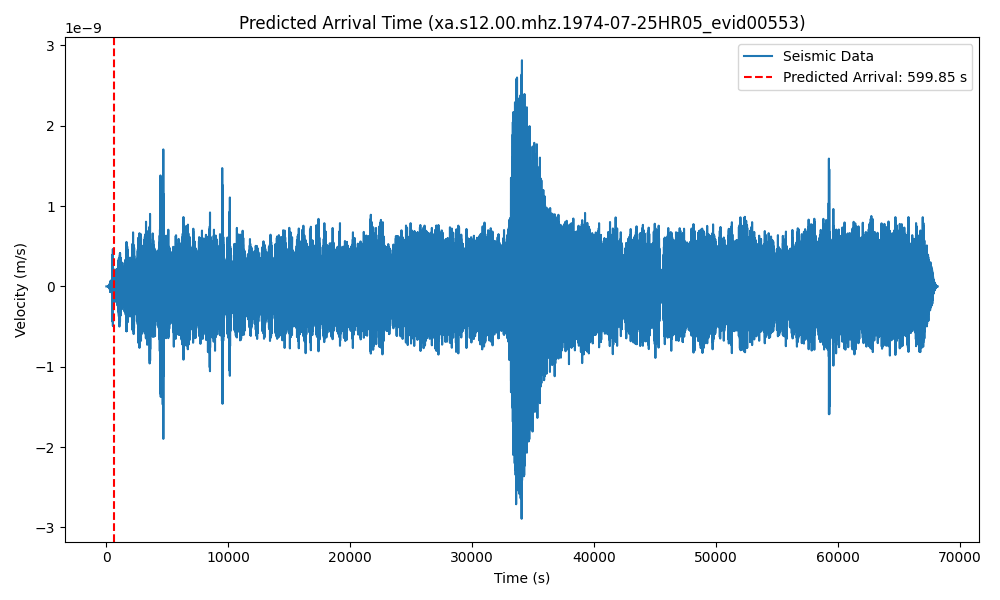 Predicted Arrival Time (xa.s12.00.mhz.1974-07-25HR05_evid00553)
1e−9
Seismic Data
Predicted Arrival: 599.85 s
3
2
1
0
−1
−2
−3
Velocity (m/s)
0 10000 20000 30000 40000 50000 60000 70000
Time (s)